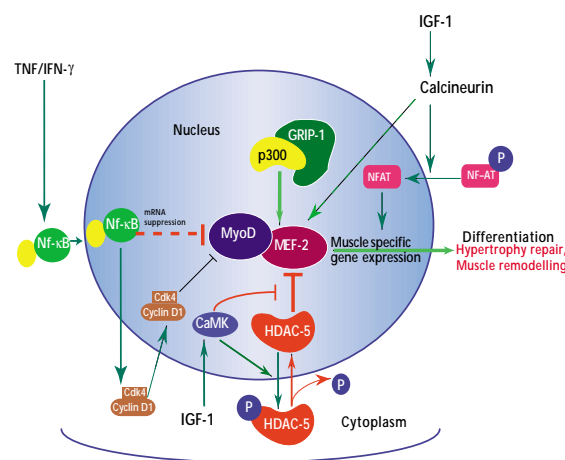 IGF-1
TNF/IFN-γ
Calcineurin
Nucleus
GRIP-1
p300
P
NFAT
NF-AT
mRNA
suppression
Nf-κB
Nf-κB
MyoD
MEF-2
Muscle specific
gene expression
Differentiation
Hypertrophy repair,
Muscle remodelling
Cdk4
Cyclin D1
CaMK
HDAC-5
Cdk4
Cyclin D1
IGF-1
P
HDAC-5
P
Cytoplasm